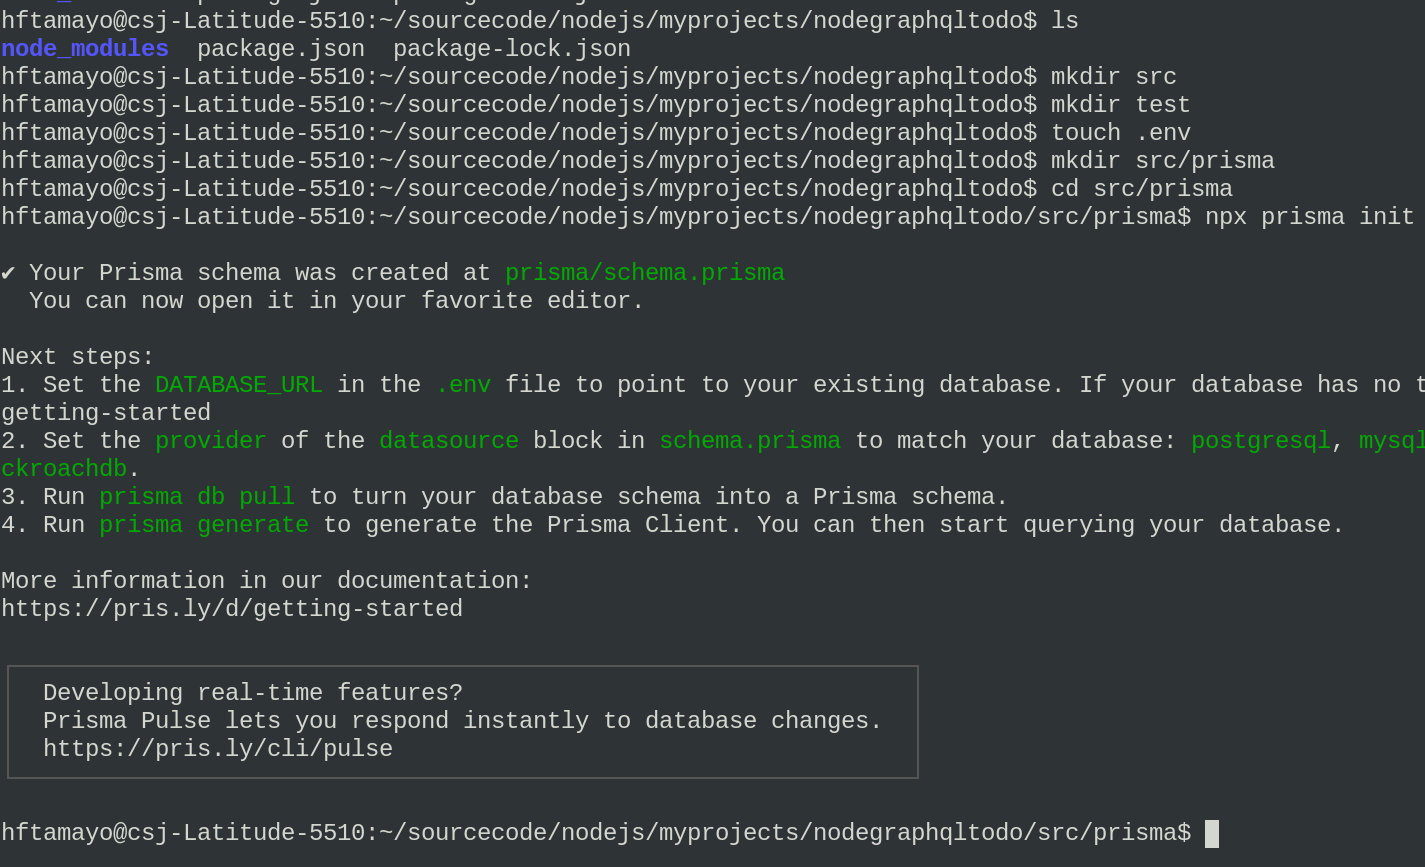 hftamayo@csj-Latitude-5510:~/sourcecode/nodejs/myprojects/nodegraphqltodo$ ls
node_modules  package.json  package-lock.json
hftamayo@csj-Latitude-5510:~/sourcecode/nodejs/myprojects/nodegraphqltodo$ mkdir src
hftamayo@csj-Latitude-5510:~/sourcecode/nodejs/myprojects/nodegraphqltodo$ mkdir test
hftamayo@csj-Latitude-5510:~/sourcecode/nodejs/myprojects/nodegraphqltodo$ touch .env
hftamayo@csj-Latitude-5510:~/sourcecode/nodejs/myprojects/nodegraphqltodo$ mkdir src/prisma
hftamayo@csj-Latitude-5510:~/sourcecode/nodejs/myprojects/nodegraphqltodo$ cd src/prisma
hftamayo@csj-Latitude-5510:~/sourcecode/nodejs/myprojects/nodegraphqltodo/src/prisma$ npx prisma init
✔ Your Prisma schema was created at prisma/schema.prisma
  You can now open it in your favorite editor.
Next steps:
1. Set the DATABASE_URL in the .env file to point to your existing database. If your database has no t
getting-started
2. Set the provider of the datasource block in schema.prisma to match your database: postgresql, mysql
ckroachdb.
3. Run prisma db pull to turn your database schema into a Prisma schema.
4. Run prisma generate to generate the Prisma Client. You can then start querying your database.
More information in our documentation:
https://pris.ly/d/getting-started
Developing real-time features?
Prisma Pulse lets you respond instantly to database changes.
https://pris.ly/cli/pulse
hftamayo@csj-Latitude-5510:~/sourcecode/nodejs/myprojects/nodegraphqltodo/src/prisma$